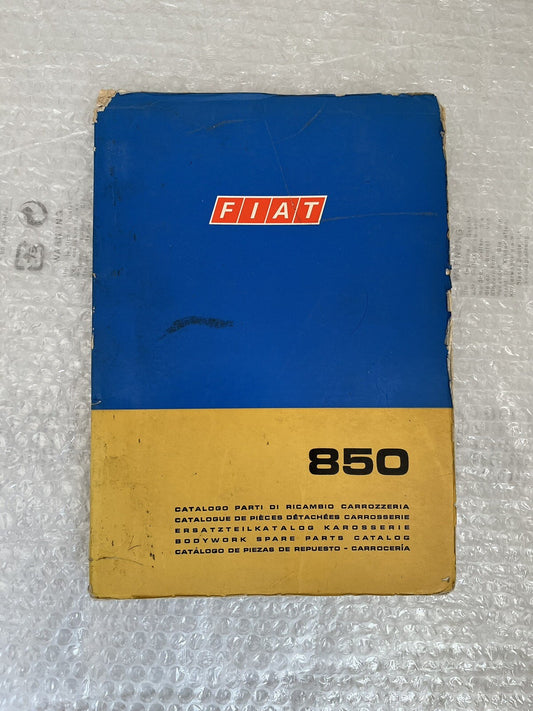 FIAT
850
CATALOGO PARTI DI RICAMBIO CARROZZERIA
CATALOGUE DE PIÈCES DÉTACHÉES CARROSSERIE
ERSATZTEILKATALOG KAROSSERIE
BODYWORK SPARE PARTS CATALOG
CATÁLOGO DE PIEZAS DE REPUESTO - CARROCERÍA
WARNING